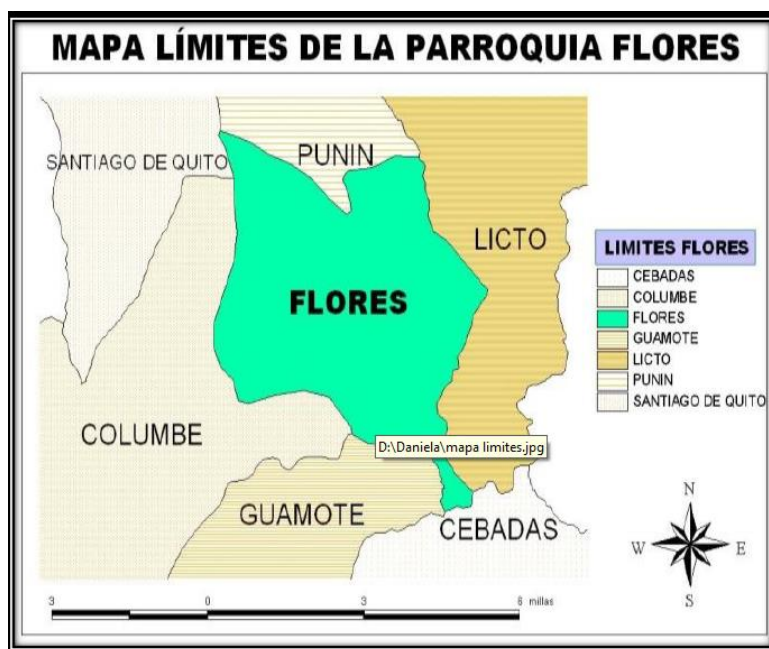 MAPA LÍMITES DE LA PARROQUIA FLORES
SANTIAGO DE QUITO
PUNIN
LICTO
FLORES
COLUMBE
D:\Daniela\mapa limites.jpg
GUAMOTE
CEBADAS
LIMITES FLORES
CEBADAS
COLUMBE
FLORES
GUAMOTE
LICTO
PUNIN
SANTIAGO DE QUITO
N
W E
S
3 0 3 6 millas